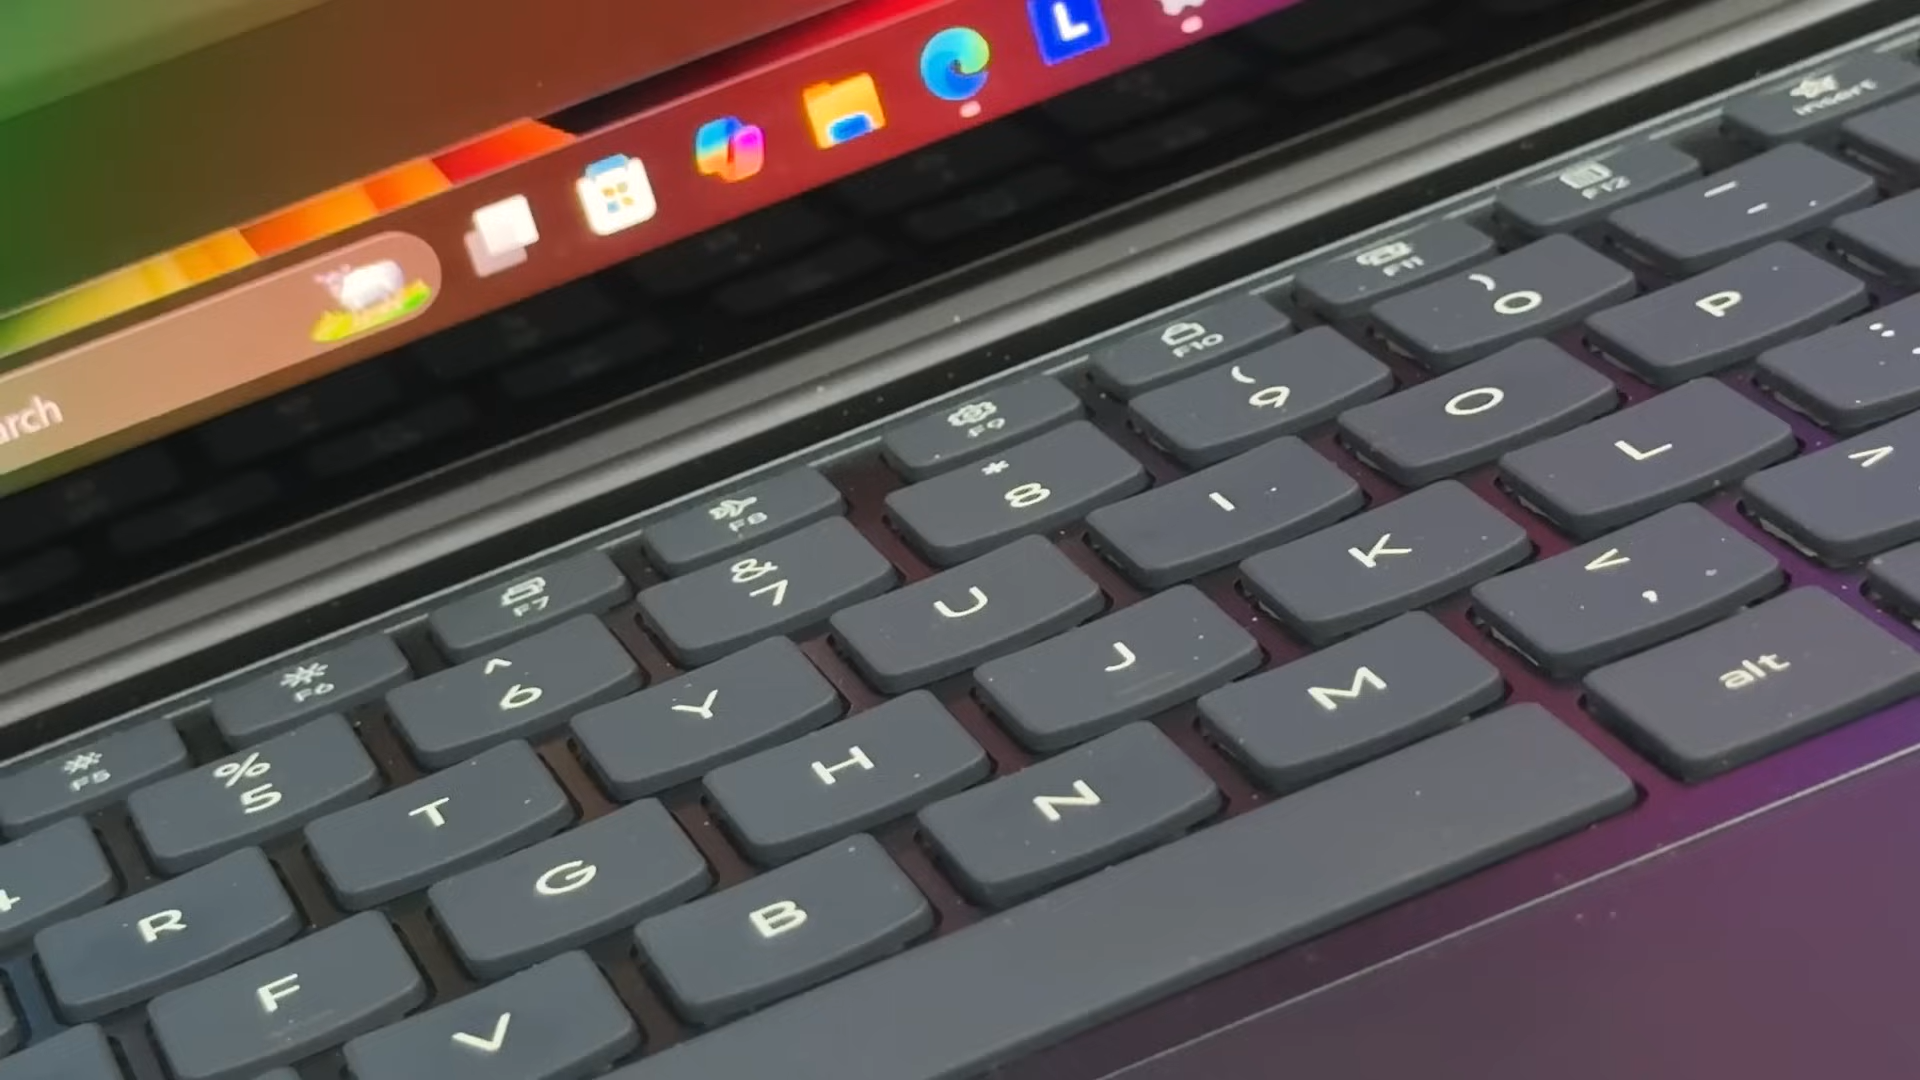 arch
L
insert
F12
F11
F10
F9
F8
F7
F6
F5
_ -
) 0
( 9
* 8
& 7
^ 6
% 5
P
O
I
U
Y
T
R
:
L
K
J
H
G
F
>
< ,
M
N
B
V
alt